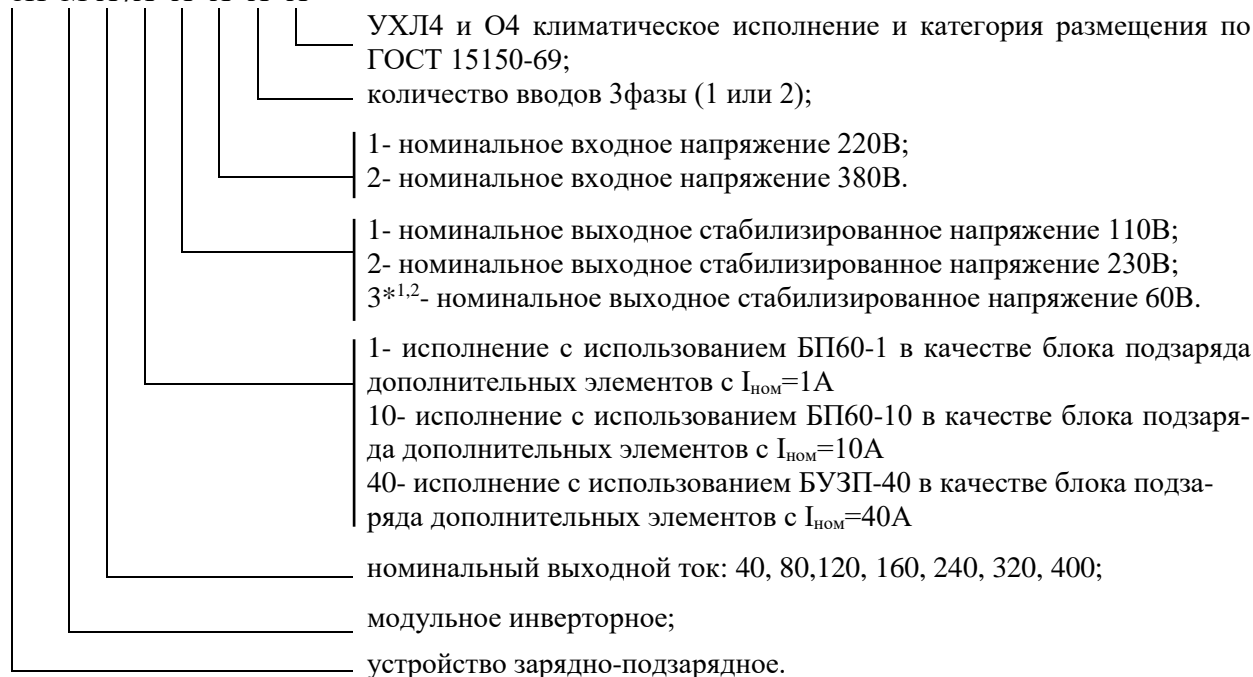 УХЛ4 и О4 климатическое исполнение и категория размещения по
ГОСТ 15150-69;
количество вводов 3фазы (1 или 2);
1- номинальное входное напряжение 220В;
2- номинальное входное напряжение 380В.
1- номинальное выходное стабилизированное напряжение 110В;
2- номинальное выходное стабилизированное напряжение 230В;
3*1,2- номинальное выходное стабилизированное напряжение 60В.
1- исполнение с использованием БП60-1 в качестве блока подзаряда
дополнительных элементов с Iном=1А
10- исполнение с использованием БП60-10 в качестве блока подзаря-
да дополнительных элементов с Iном=10А
40- исполнение с использованием БУЗП-40 в качестве блока подза-
ряда дополнительных элементов с Iном=40А
номинальный выходной ток: 40, 80,120, 160, 240, 320, 400;
модульное инверторное;
устройство зарядно-подзарядное.